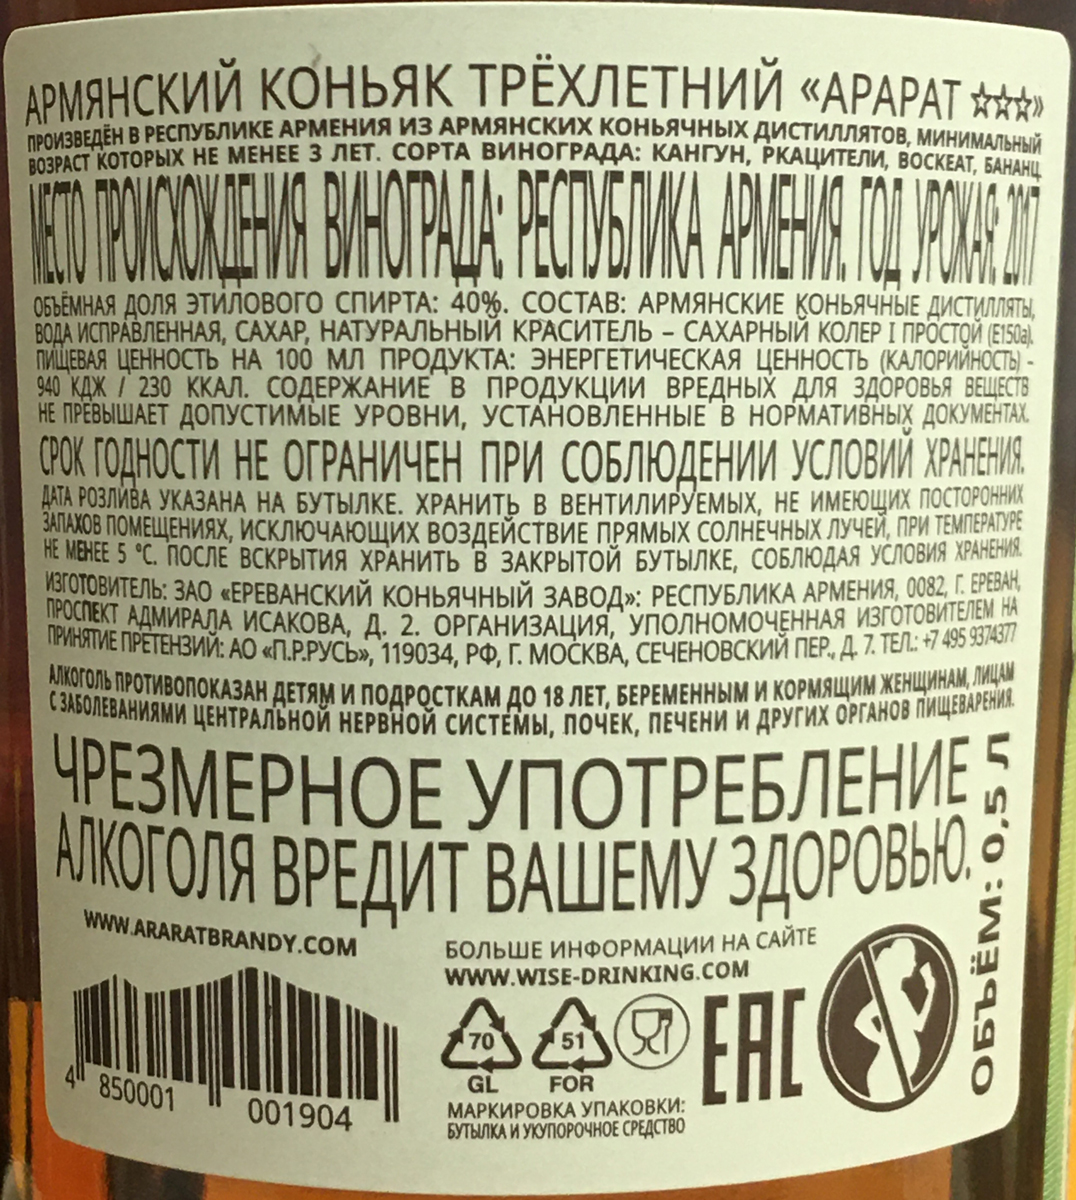 АРМЯНСКИЙ КОНЬЯК ТРЁХЛЕТНИЙ «АРАРАТ ☆☆☆»
ПРОИЗВЕДЁН В РЕСПУБЛИКЕ АРМЕНИЯ ИЗ АРМЯНСКИХ КОНЬЯЧНЫХ ДИСТИЛЛЯТОВ, МИНИМАЛЬНЫЙ
ВОЗРАСТ КОТОРЫХ НЕ МЕНЕЕ 3 ЛЕТ. СОРТА ВИНОГРАДА: КАНГУН, РКАЦИТЕЛИ, ВОСКЕАТ, БАНАНЦ.
МЕСТО ПРОИСХОЖДЕНИЯ ВИНОГРАДА: РЕСПУБЛИКА АРМЕНИЯ. ГОД УРОЖАЯ: 2017
ОБЪЁМНАЯ ДОЛЯ ЭТИЛОВОГО СПИРТА: 40%. СОСТАВ: АРМЯНСКИЕ КОНЬЯЧНЫЕ ДИСТИЛЛЯТЫ,
ВОДА ИСПРАВЛЕННАЯ, САХАР, НАТУРАЛЬНЫЙ КРАСИТЕЛЬ – САХАРНЫЙ КОЛЕР I ПРОСТОЙ (E150a).
ПИЩЕВАЯ ЦЕННОСТЬ НА 100 МЛ ПРОДУКТА: ЭНЕРГЕТИЧЕСКАЯ ЦЕННОСТЬ (КАЛОРИЙНОСТЬ) -
940 КДЖ / 230 ККАЛ. СОДЕРЖАНИЕ В ПРОДУКЦИИ ВРЕДНЫХ ДЛЯ ЗДОРОВЬЯ ВЕЩЕСТВ
НЕ ПРЕВЫШАЕТ ДОПУСТИМЫЕ УРОВНИ, УСТАНОВЛЕННЫЕ В НОРМАТИВНЫХ ДОКУМЕНТАХ.
СРОК ГОДНОСТИ НЕ ОГРАНИЧЕН ПРИ СОБЛЮДЕНИИ УСЛОВИЙ ХРАНЕНИЯ.
ДАТА РОЗЛИВА УКАЗАНА НА БУТЫЛКЕ. ХРАНИТЬ В ВЕНТИЛИРУЕМЫХ, НЕ ИМЕЮЩИХ ПОСТОРОННИХ
ЗАПАХОВ ПОМЕЩЕНИЯХ, ИСКЛЮЧАЮЩИХ ВОЗДЕЙСТВИЕ ПРЯМЫХ СОЛНЕЧНЫХ ЛУЧЕЙ, ПРИ ТЕМПЕРАТУРЕ
НЕ МЕНЕЕ 5 °С. ПОСЛЕ ВСКРЫТИЯ ХРАНИТЬ В ЗАКРЫТОЙ БУТЫЛКЕ, СОБЛЮДАЯ УСЛОВИЯ ХРАНЕНИЯ.
ИЗГОТОВИТЕЛЬ: ЗАО «ЕРЕВАНСКИЙ КОНЬЯЧНЫЙ ЗАВОД»: РЕСПУБЛИКА АРМЕНИЯ, 0082, Г. ЕРЕВАН,
ПРОСПЕКТ АДМИРАЛА ИСАКОВА, Д. 2. ОРГАНИЗАЦИЯ, УПОЛНОМОЧЕННАЯ ИЗГОТОВИТЕЛЕМ НА
ПРИНЯТИЕ ПРЕТЕНЗИЙ: АО «П.Р.РУСЬ», 119034, РФ, Г. МОСКВА, СЕЧЕНОВСКИЙ ПЕР., Д. 7. ТЕЛ.: +7 495 9374377
АЛКОГОЛЬ ПРОТИВОПОКАЗАН ДЕТЯМ И ПОДРОСТКАМ ДО 18 ЛЕТ, БЕРЕМЕННЫМ И КОРМЯЩИМ ЖЕНЩИНАМ, ЛИЦАМ
С ЗАБОЛЕВАНИЯМИ ЦЕНТРАЛЬНОЙ НЕРВНОЙ СИСТЕМЫ, ПОЧЕК, ПЕЧЕНИ И ДРУГИХ ОРГАНОВ ПИЩЕВАРЕНИЯ.
ЧРЕЗМЕРНОЕ УПОТРЕБЛЕНИЕ
АЛКОГОЛЯ ВРЕДИТ ВАШЕМУ ЗДОРОВЬЮ.
ОБЪЁМ: 0,5 Л
WWW.ARARATBRANDY.COM
4 850001 001904
БОЛЬШЕ ИНФОРМАЦИИ НА САЙТЕ
WWW.WISE-DRINKING.COM
70 51
GL FOR
EAC
МАРКИРОВКА УПАКОВКИ:
БУТЫЛКА И УКУПОРОЧНОЕ СРЕДСТВО